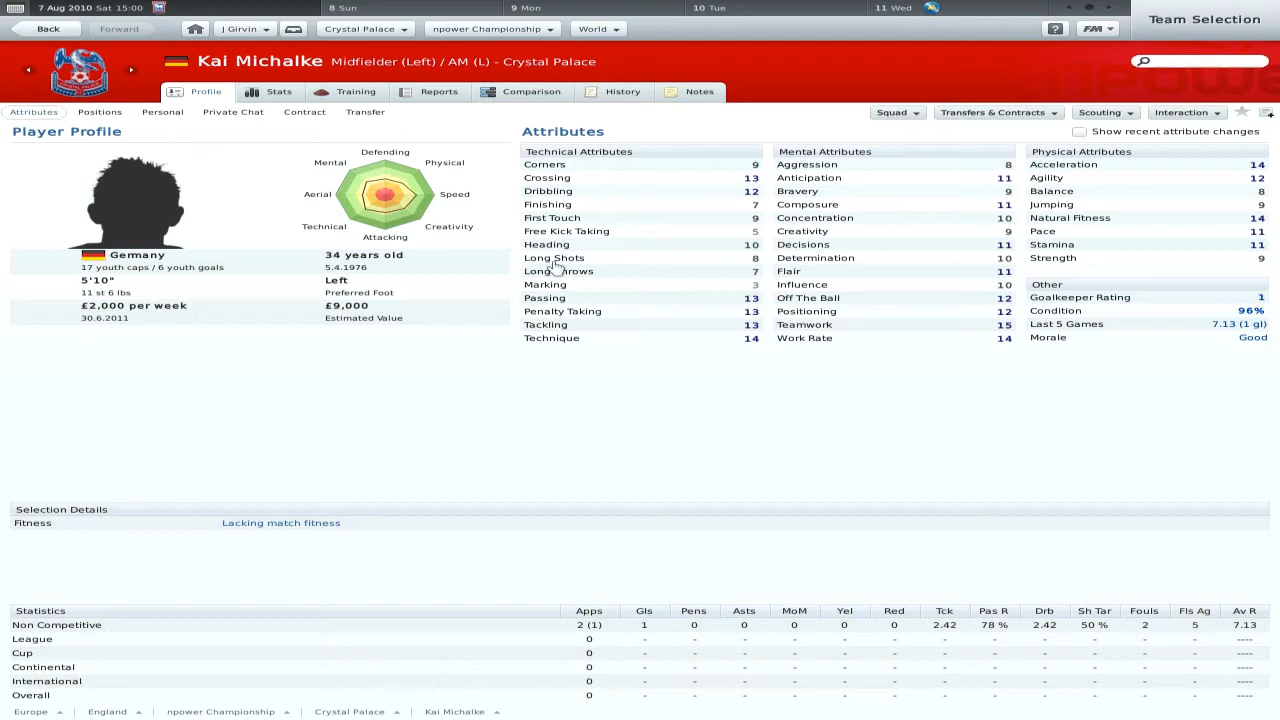 7 Aug 2010 Sat 15:00 8 Sun 9 Mon 10 Tue 11 Wed
Team Selection
Back Forward J Girvin Crystal Palace npower Championship World ? FM
Kai Michalke Midfielder (Left) / AM (L) - Crystal Palace
Profile Stats Training Reports Comparison History Notes
Attributes Positions Personal Private Chat Contract Transfer Squad Transfers & Contracts Scouting Interaction
Player Profile
Defending
Mental Physical
Aerial Speed
Technical Creativity
Attacking
Germany 34 years old
17 youth caps / 6 youth goals 5.4.1976
5'10" Left
11 st 6 lbs Preferred Foot
£2,000 per week £9,000
30.6.2011 Estimated Value
Attributes Show recent attribute changes
Technical Attributes
Corners 9
Crossing 13
Dribbling 12
Finishing 7
First Touch 9
Free Kick Taking 5
Heading 10
Long Shots 8
Long Throws 7
Marking 3
Passing 13
Penalty Taking 13
Tackling 13
Technique 14
Mental Attributes
Aggression 8
Anticipation 11
Bravery 9
Composure 11
Concentration 10
Creativity 9
Decisions 11
Determination 10
Flair 11
Influence 10
Off The Ball 12
Positioning 12
Teamwork 15
Work Rate 14
Physical Attributes
Acceleration 14
Agility 12
Balance 8
Jumping 9
Natural Fitness 14
Pace 11
Stamina 11
Strength 9
Other
Goalkeeper Rating 1
Condition 96%
Last 5 Games 7.13 (1 gl)
Morale Good
Selection Details
Fitness Lacking match fitness
Statistics Apps Gls Pens Asts MoM Yel Red Tck Pas R Drb Sh Tar Fouls Fls Ag Av R
Non Competitive 2 (1) 1 0 0 0 0 0 2.42 78 % 2.42 50 % 2 5 7.13
League 0 - - - - - - - - - - - - ----
Cup 0 - - - - - - - - - - - - ----
Continental 0 - - - - - - - - - - - - ----
International 0 - - - - - - - - - - - - ----
Overall 0 - - - - - - - - - - - - ----
Europe England npower Championship Crystal Palace Kai Michalke